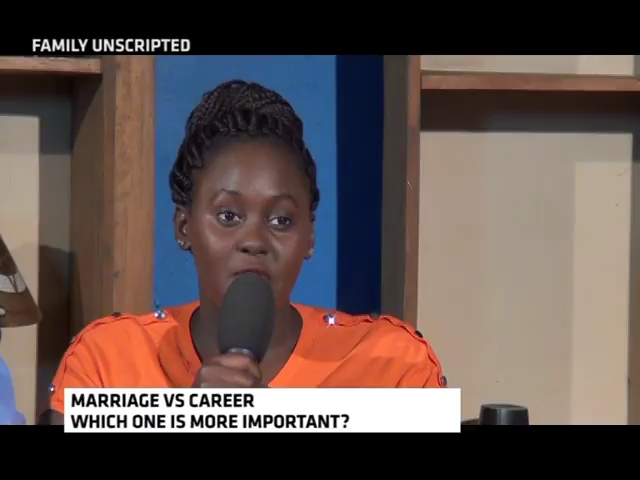 FAMILY UNSCRIPTED
MARRIAGE VS CAREER
WHICH ONE IS MORE IMPORTANT?